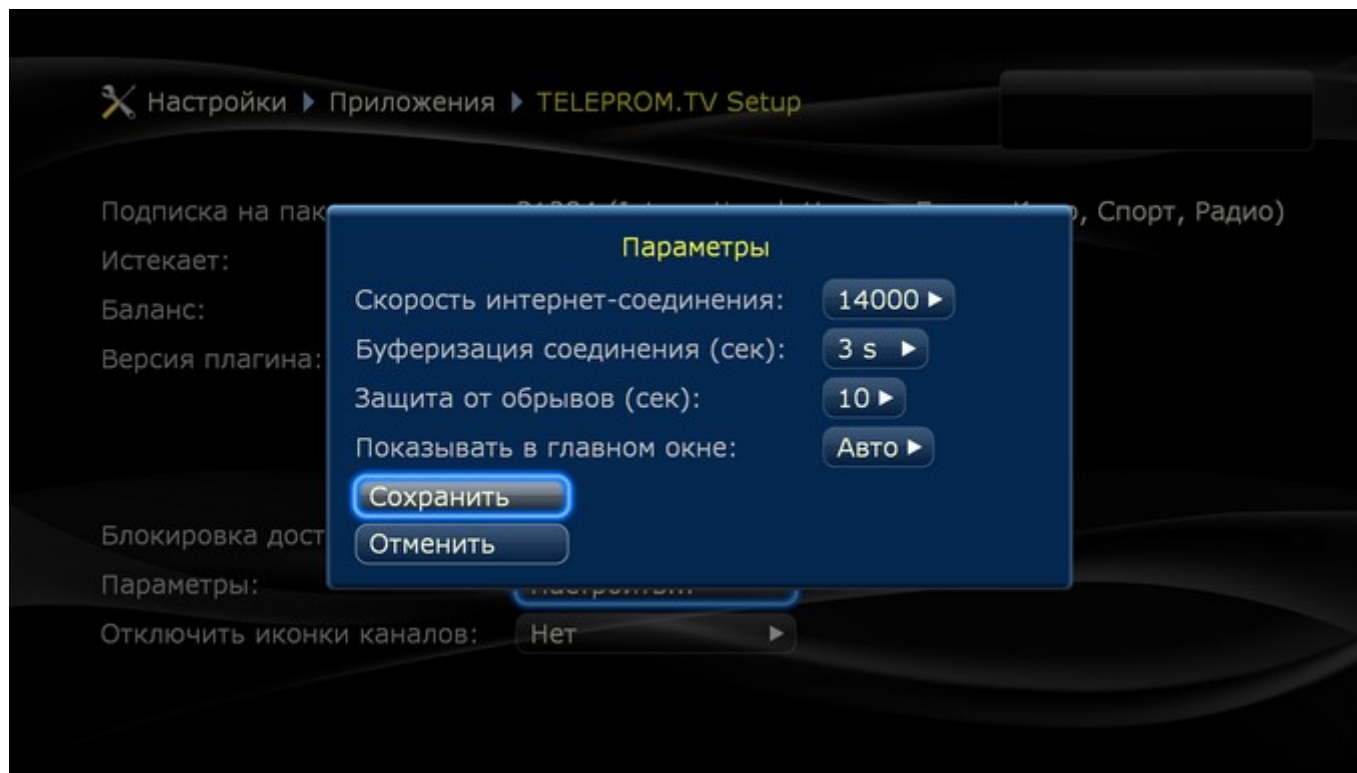 Настройки Приложения TELEPROM.TV Setup
Подписка на Спорт, Радио)
Параметры
Истекает:
Скорость интернет-соединения: 14000
Баланс:
Буферизация соединения (сек): 3 s
Версия плагина:
Защита от обрывов (сек): 10
Показывать в главном окне: Авто
Сохранить
Блокировка
Отменить
Параметры:
Отключить иконки каналов: Нет